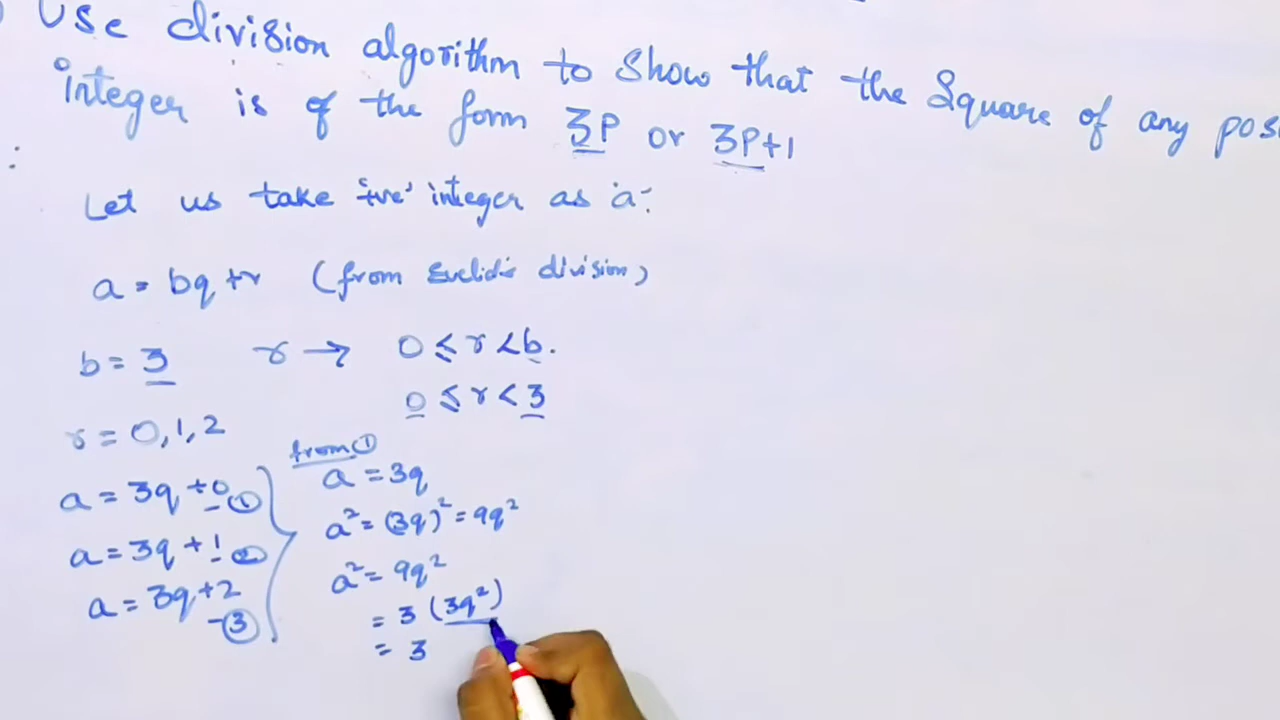 Use division algorithm to show that the Square of any pos
integer is of the form 3P or 3P+1
Let us take '+ve' integer as 'a'.
a = bq +r (from Euclid's division)
b = 3 r → 0 ≤ r < b.
0 ≤ r < 3
r = 0, 1, 2
from ①
a = 3q +0 - ①
a = 3q + 1 - ②
a = 3q +2
- ③
a = 3q
a² = (3q)² = 9q²
a² = 9q²
= 3 (3q²)
= 3